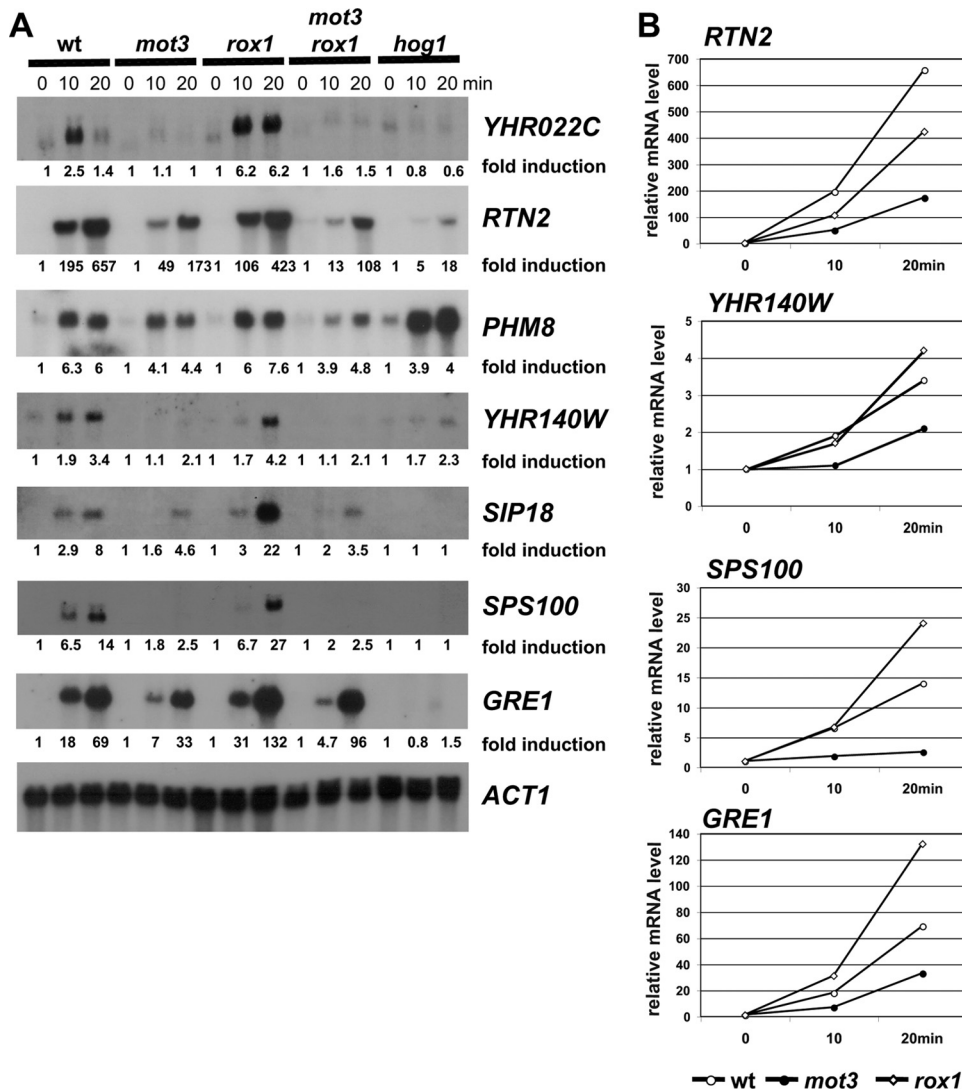 A
wt mot3 rox1 mot3 rox1 hog1
0 10 20 0 10 20 0 10 20 0 10 20 0 10 20 min
YHR022C
fold induction
1 2.5 1.4 1 1.1 1 1 6.2 6.2 1 1.6 1.5 1 0.8 0.6
RTN2
1 195 657 1 49 173 1 106 423 1 13 108 1 5 18 fold induction
PHM8
fold induction
1 6.3 6 1 4.1 4.4 1 6 7.6 1 3.9 4.8 1 3.9 4
YHR140W
1 1.9 3.4 1 1.1 2.1 1 1.7 4.2 1 1.1 2.1 1 1.7 2.3 fold induction
SIP18
fold induction
1 2.9 8 1 1.6 4.6 1 3 22 1 2 3.5 1 1 1
SPS100
1 6.5 14 1 1.8 2.5 1 6.7 27 1 2 2.5 1 1 1 fold induction
GRE1
1 18 69 1 7 33 1 31 132 1 4.7 96 1 0.8 1.5 fold induction
ACT1
B
RTN2
relative mRNA level
700
600
500
400
300
200
100
0
0 10 20min
YHR140W
relative mRNA level
5
4
3
2
1
0
0 10 20min
SPS100
relative mRNA level
30
25
20
15
10
5
0
0 10 20min
GRE1
relative mRNA level
140
120
100
80
60
40
20
0
0 10 20min
wt mot3 rox1